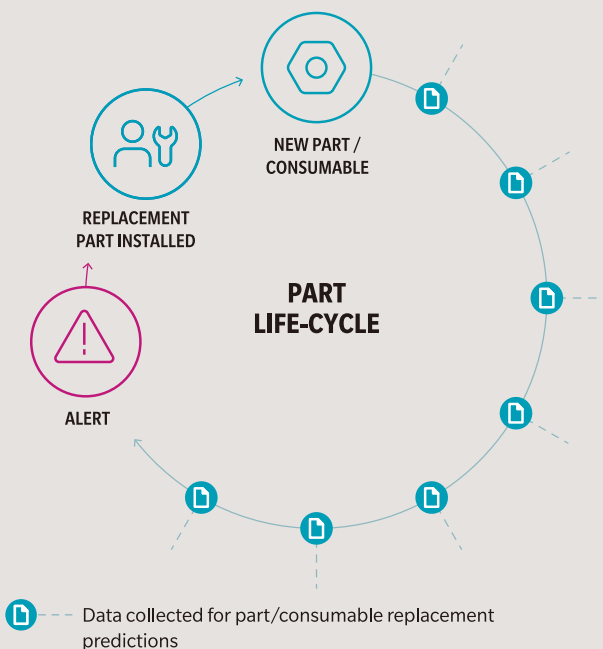 NEW PART /
CONSUMABLE
REPLACEMENT
PART INSTALLED
PART
LIFE-CYCLE
ALERT
Data collected for part/consumable replacement
predictions